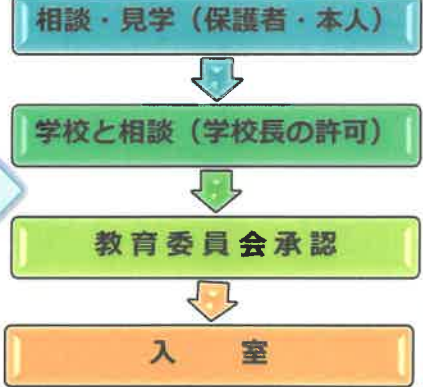 相談・見学（保護者・本人）
学校と相談（学校長の許可）
教育委員会承認
入室